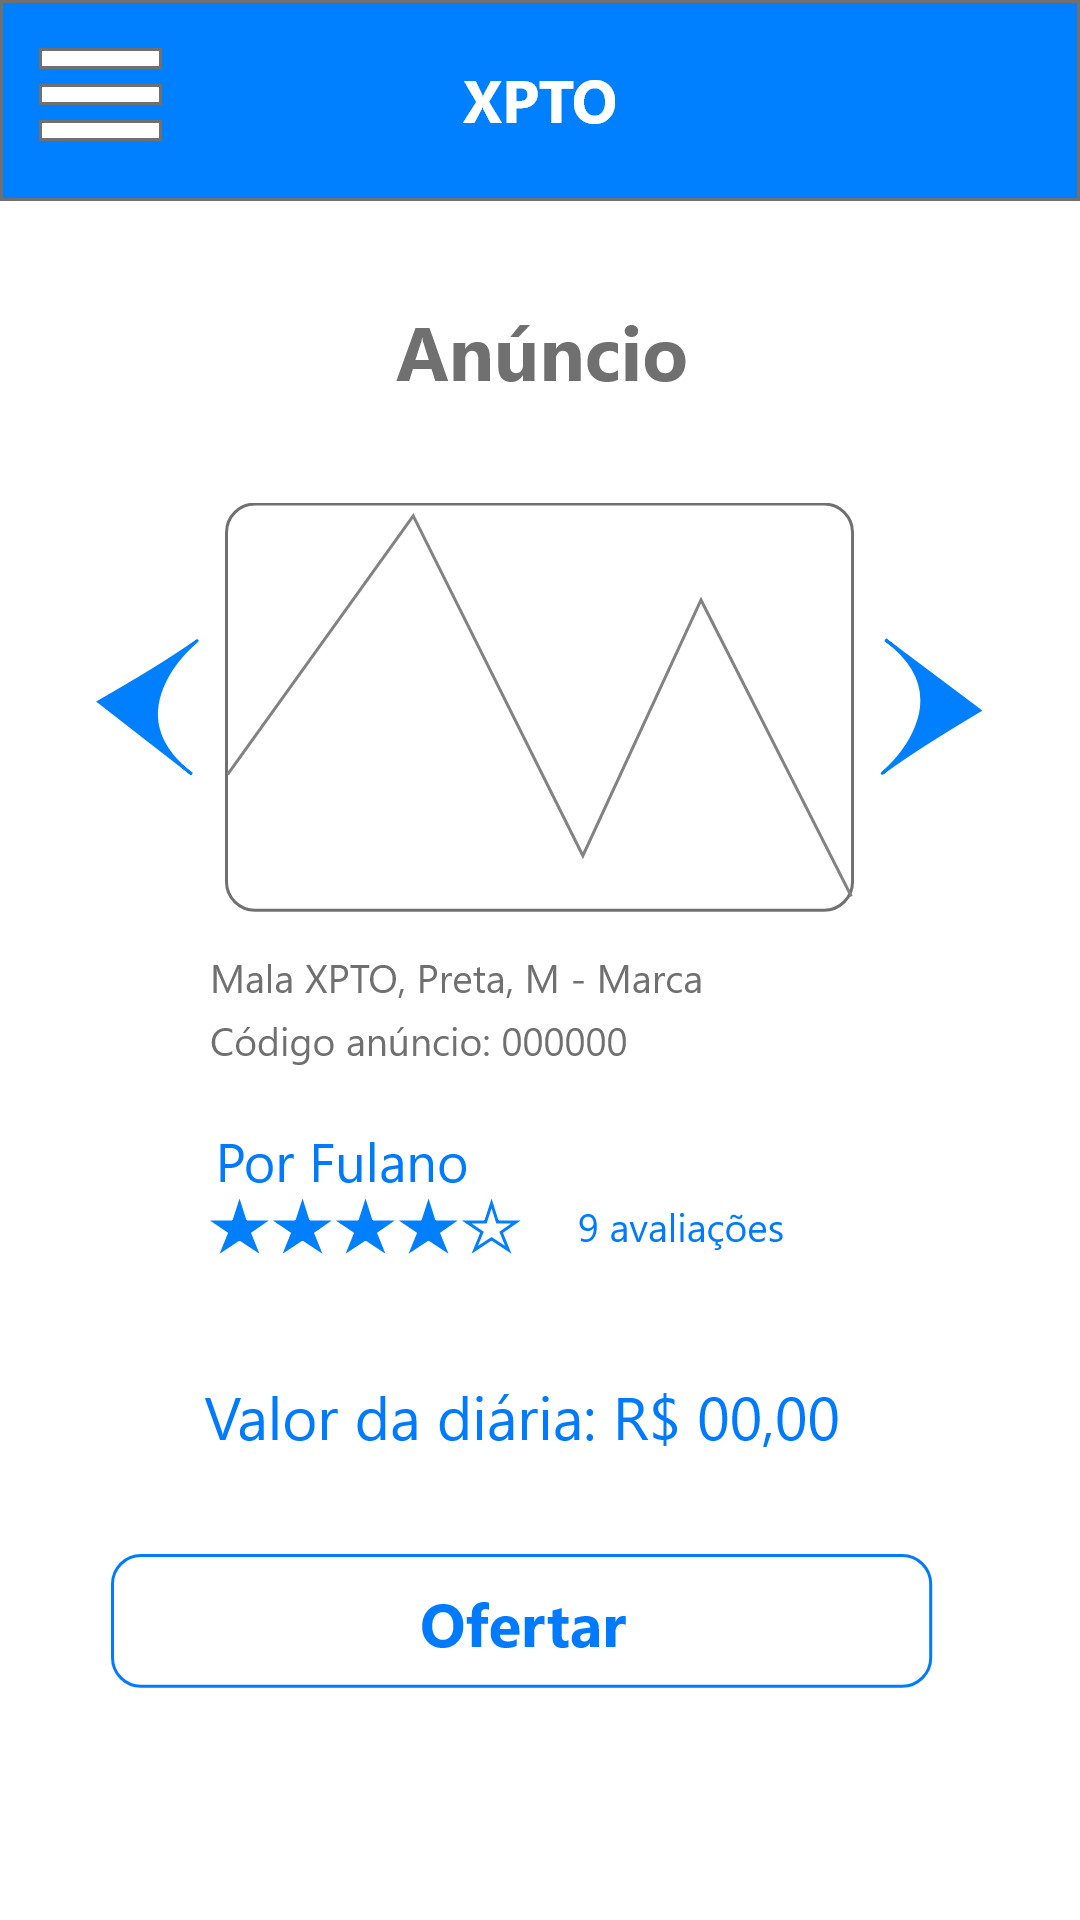 XPTO
Anúncio
Mala XPTO, Preta, M - Marca
Código anúncio: 000000
Por Fulano
★★★★☆ 9 avaliações
Valor da diária: R$ 00,00
Ofertar